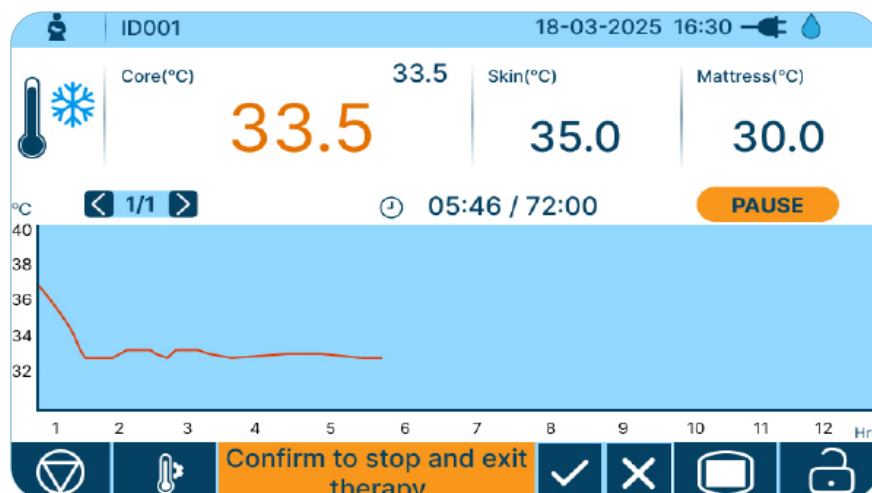 ID001
18-03-2025 16:30
Core(°C)
33.5
Skin(°C)
Mattress(°C)
33.5
35.0
30.0
°C
1/1
05:46 / 72:00
PAUSE
40
38
36
34
32
1 2 3 4 5 6 7 8 9 10 11 12 Hr
Confirm to stop and exit
therapy